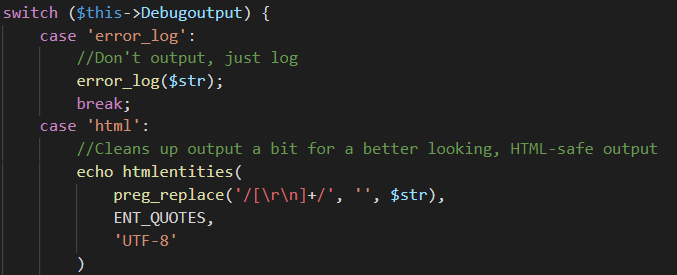 switch ($this->Debugoutput) {
    case 'error_log':
        //Don't output, just log
        error_log($str);
        break;
    case 'html':
        //Cleans up output a bit for a better looking, HTML-safe output
        echo htmlentities(
            preg_replace('/[\r\n]+/', '', $str),
            ENT_QUOTES,
            'UTF-8'
        )